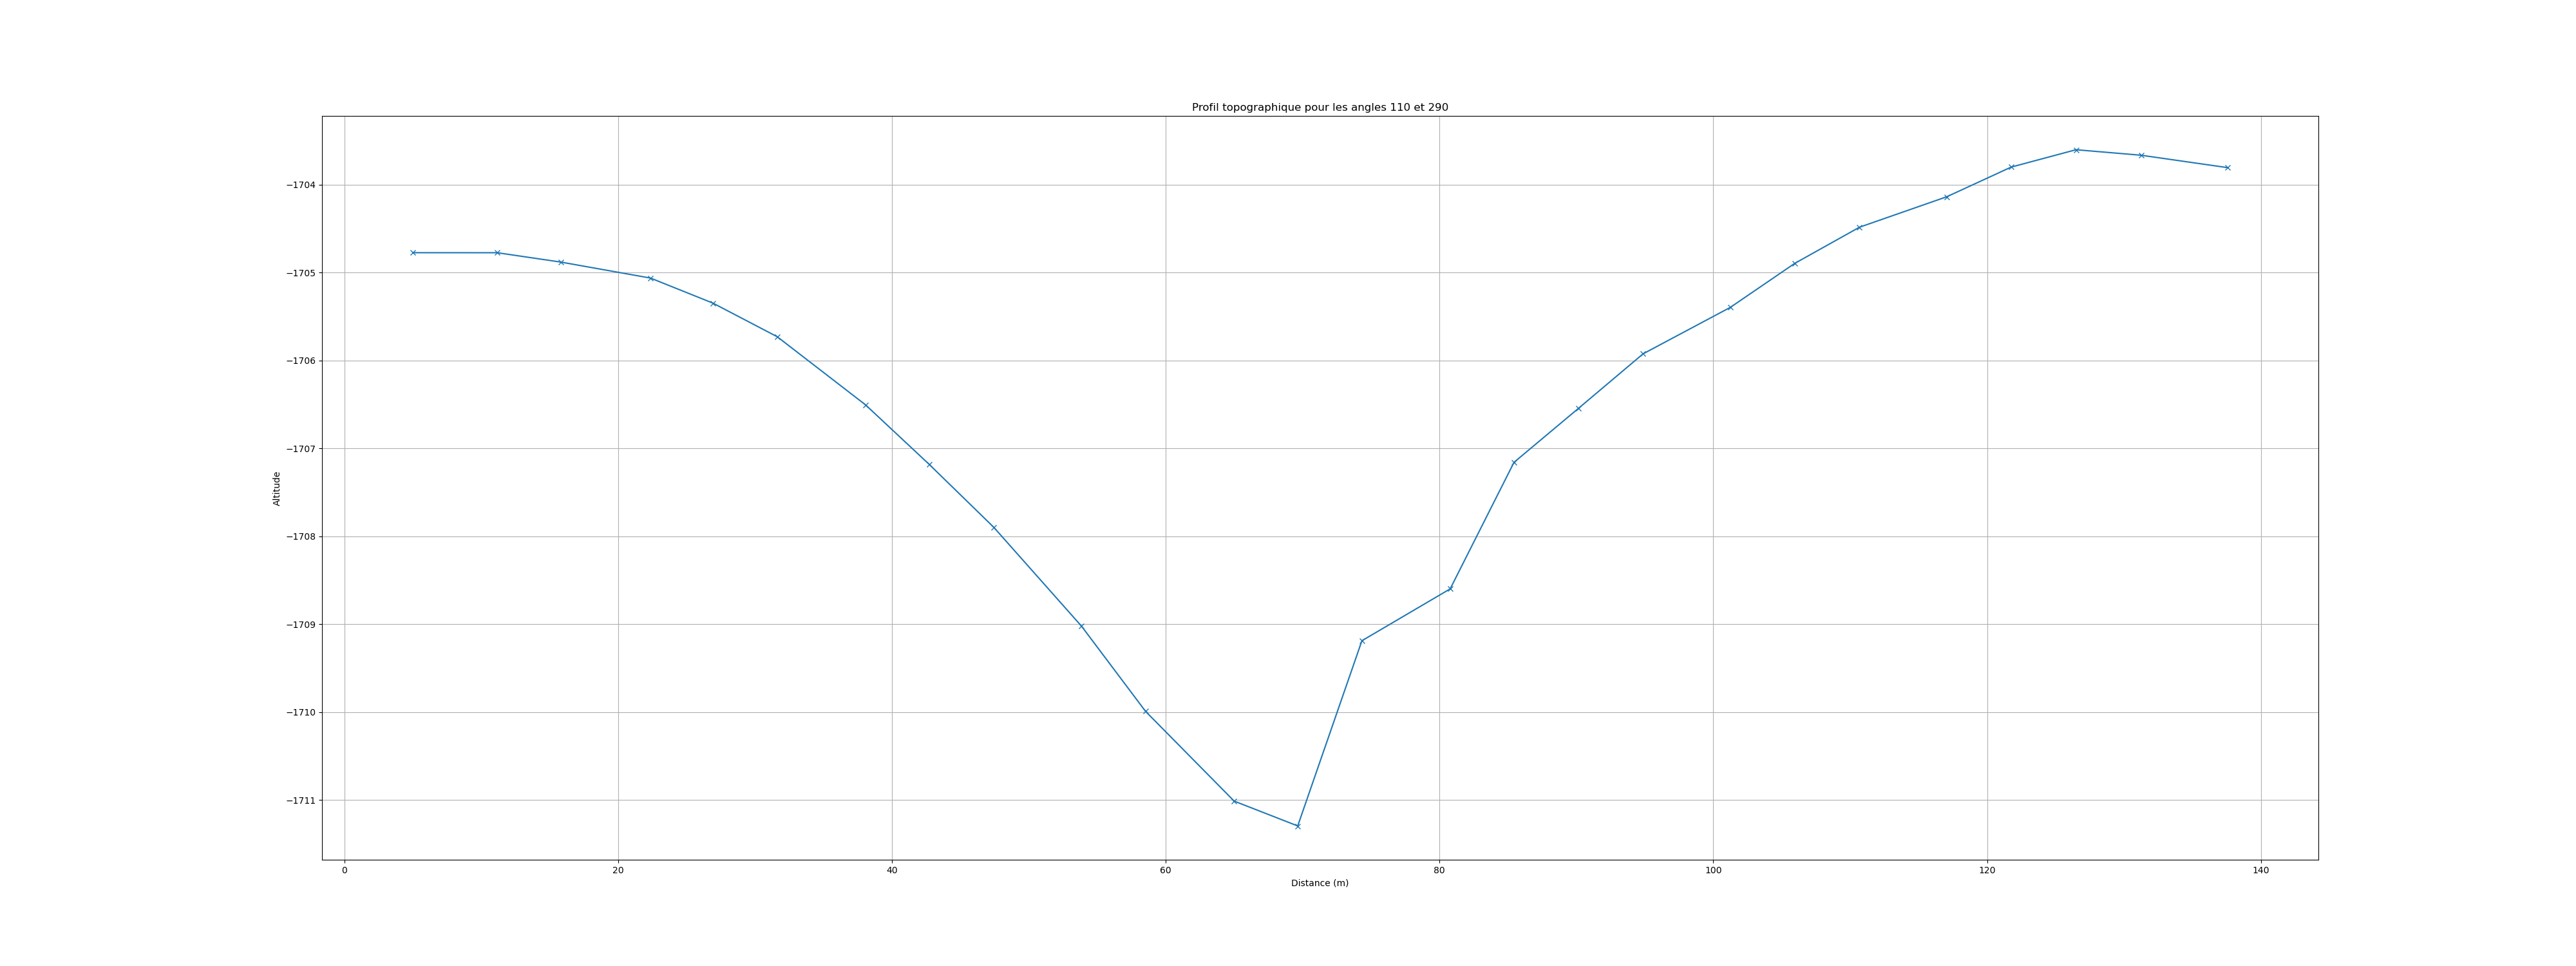 Profil topographique pour les angles 110 et 290
−1704
−1705
−1706
−1707
−1708
−1709
−1710
−1711
Altitude
0 20 40 60 80 100 120 140
Distance (m)